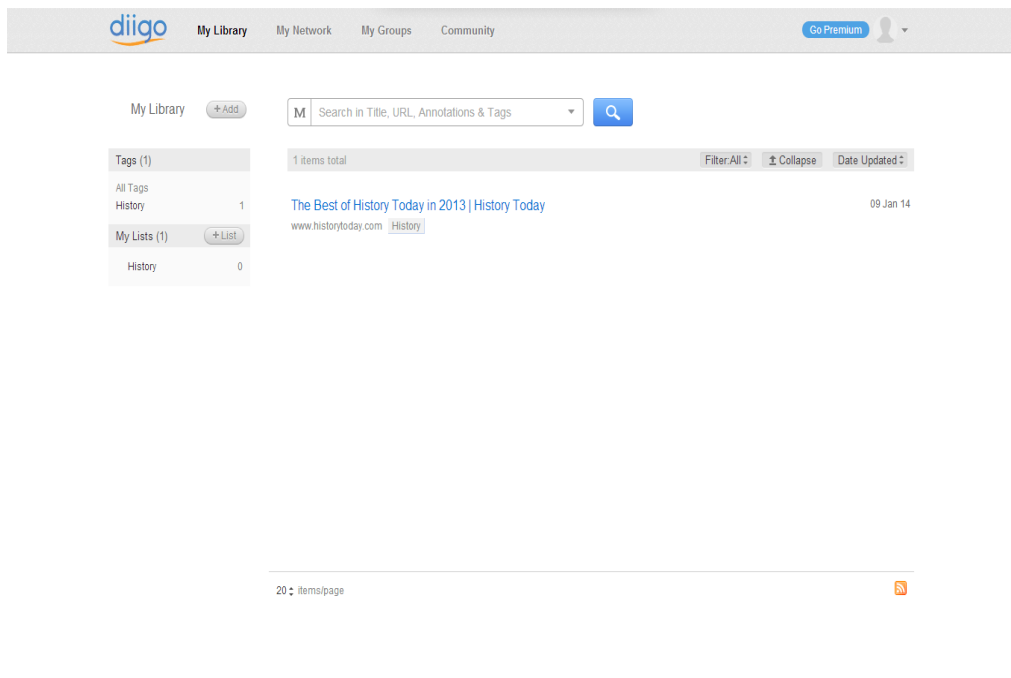 diigo My Library My Network My Groups Community Go Premium
My Library + Add M Search in Title, URL, Annotations & Tags
Tags (1) 1 items total Filter:All Collapse Date Updated
All Tags
History 1
The Best of History Today in 2013 | History Today 09 Jan 14
www.historytoday.com History
My Lists (1) + List
History 0
20 items/page